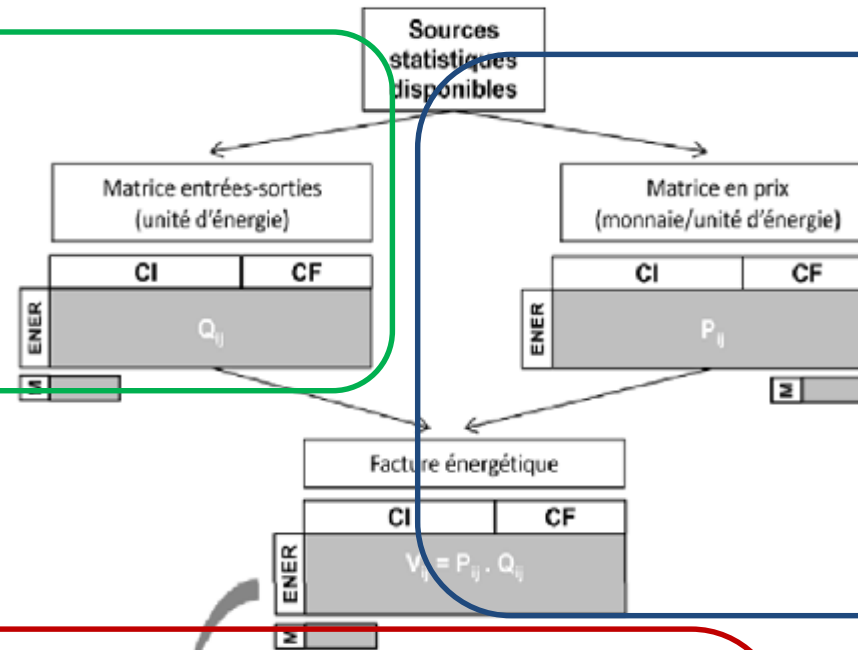 Sources
statistiques
disponibles
Matrice entrées-sorties
(unité d'énergie)
Matrice en prix
(monnaie/unité d'énergie)
CI CF
CI CF
ENER
Qij
ENER
Pij
M
M
Facture énergétique
CI CF
ENER
Vij = Pij . Qij
M